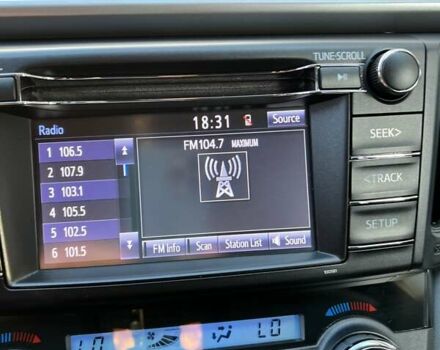 TUNE·SCROLL
18:31
Source
Radio
FM104.7 MAXIMUM
1 106.5
2 107.9
3 103.1
4 105.5
5 102.5
6 101.5
FM Info
Scan
Station List
Sound
SEEK>
<TRACK
SETUP
LO
LO